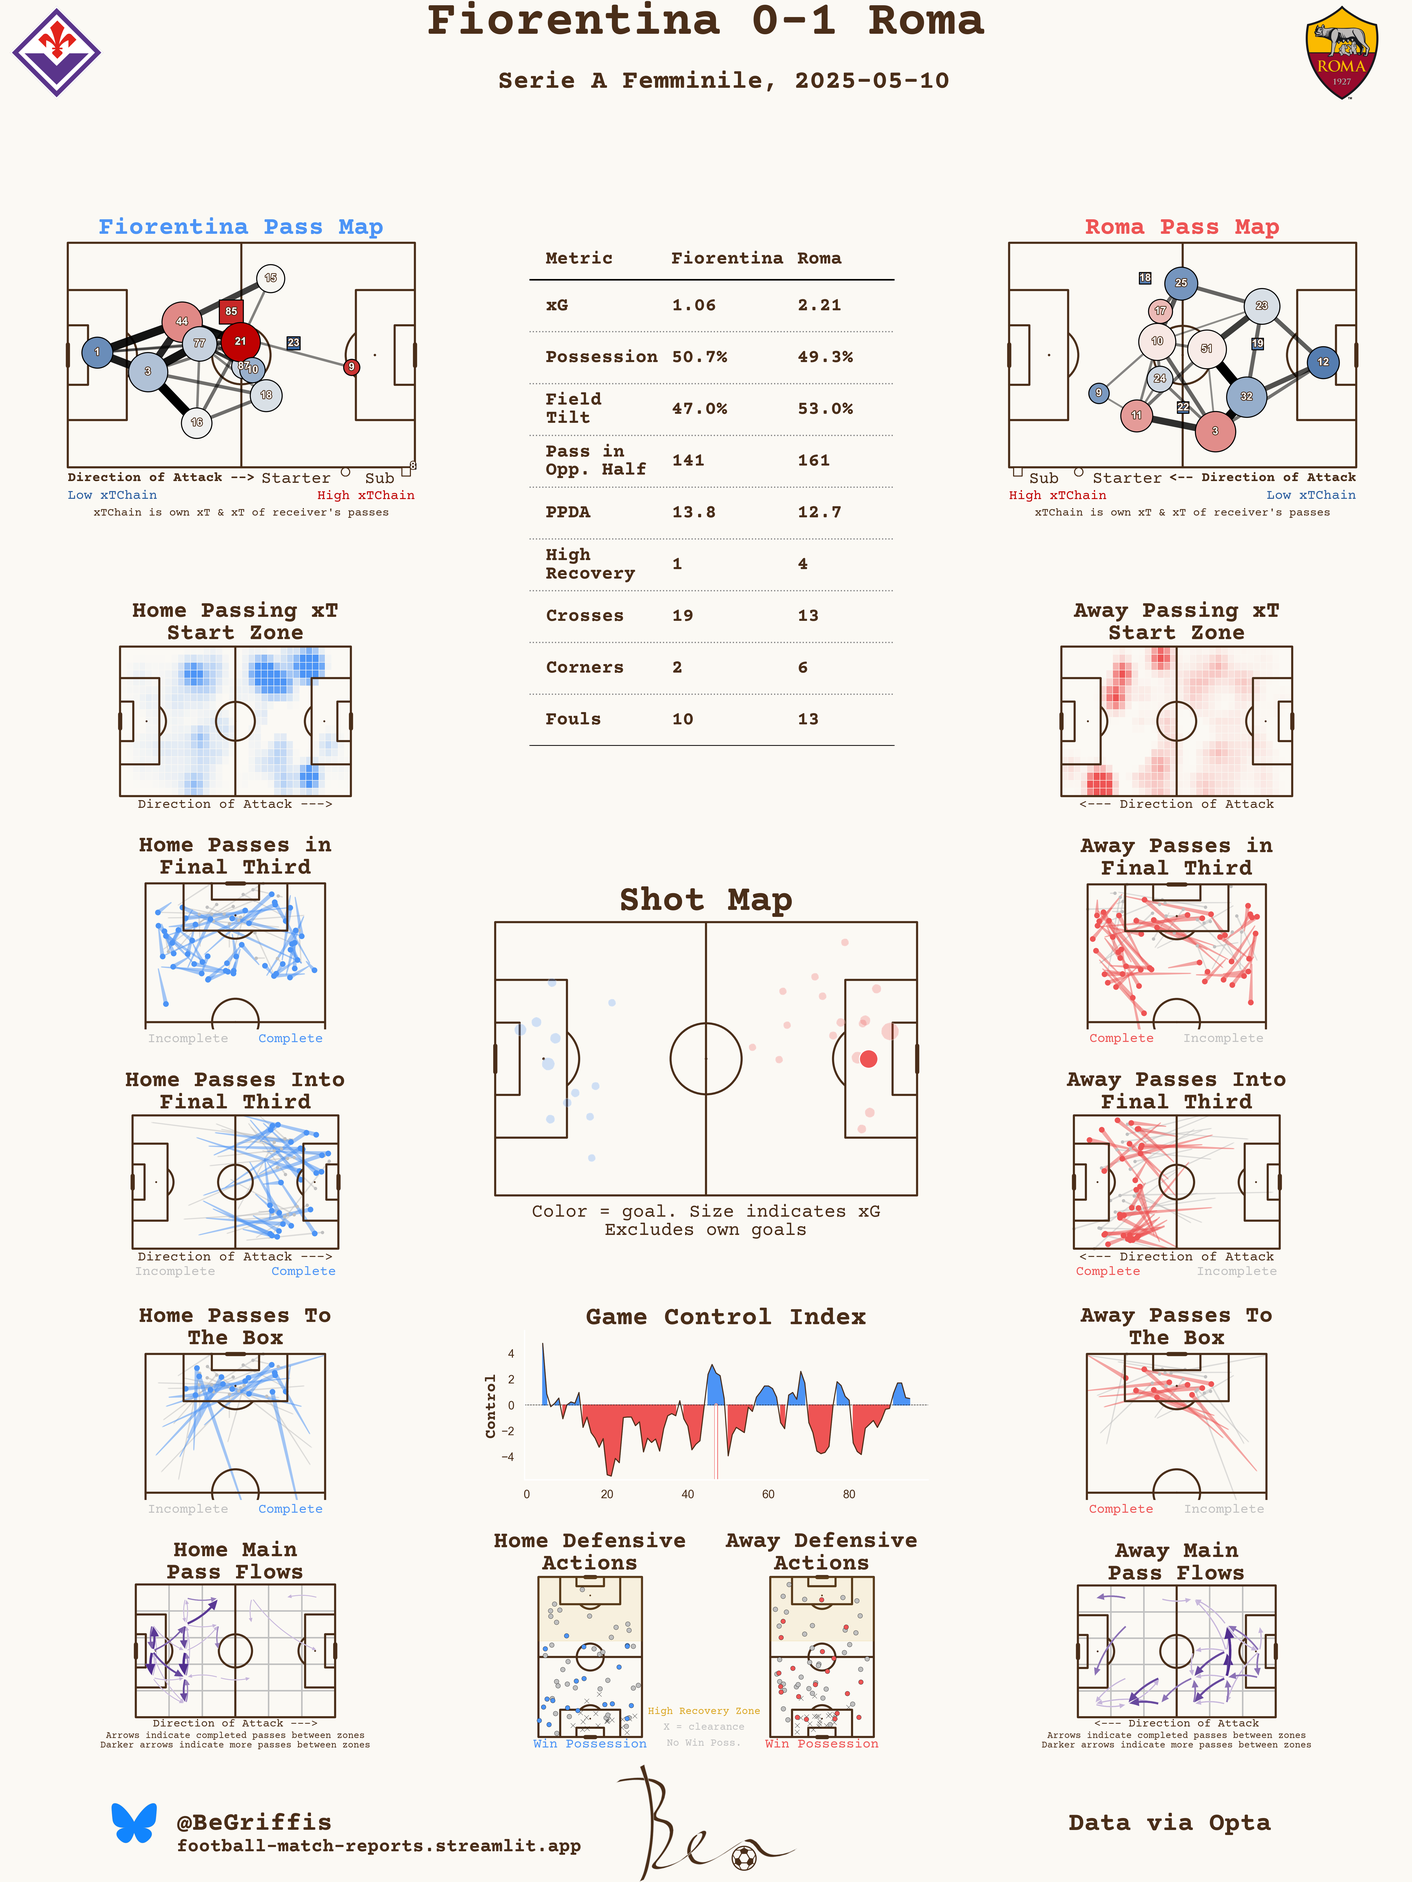 Fiorentina 0-1 Roma
Serie A Femminile, 2025-05-10
ROMA
1927
Fiorentina Pass Map
15
85
44
21
77
23
1
87
10
9
3
18
16
8
Direction of Attack --> Starter Sub
Low xTChain High xTChain
xTChain is own xT & xT of receiver's passes
Metric Fiorentina Roma
xG 1.06 2.21
Possession 50.7% 49.3%
Field
Tilt 47.0% 53.0%
Pass in
Opp. Half 141 161
PPDA 13.8 12.7
High
Recovery 1 4
Crosses 19 13
Corners 2 6
Fouls 10 13
Roma Pass Map
18
25
17
23
10
51
19
12
24
9
32
22
11
3
Sub Starter <-- Direction of Attack
High xTChain Low xTChain
xTChain is own xT & xT of receiver's passes
Home Passing xT
Start Zone
Direction of Attack --->
Away Passing xT
Start Zone
<--- Direction of Attack
Home Passes in
Final Third
Incomplete Complete
Shot Map
Color = goal. Size indicates xG
Excludes own goals
Away Passes in
Final Third
Complete Incomplete
Home Passes Into
Final Third
Direction of Attack --->
Incomplete Complete
Away Passes Into
Final Third
<--- Direction of Attack
Complete Incomplete
Home Passes To
The Box
Incomplete Complete
Game Control Index
Control
4
2
0
−2
−4
0 20 40 60 80
Away Passes To
The Box
Complete Incomplete
Home Main
Pass Flows
Direction of Attack --->
Arrows indicate completed passes between zones
Darker arrows indicate more passes between zones
Home Defensive
Actions
Win Possession
High Recovery Zone
X = clearance
No Win Poss.
Away Defensive
Actions
Win Possession
Away Main
Pass Flows
<--- Direction of Attack
Arrows indicate completed passes between zones
Darker arrows indicate more passes between zones
@BeGriffis
football-match-reports.streamlit.app
Ben
Data via Opta